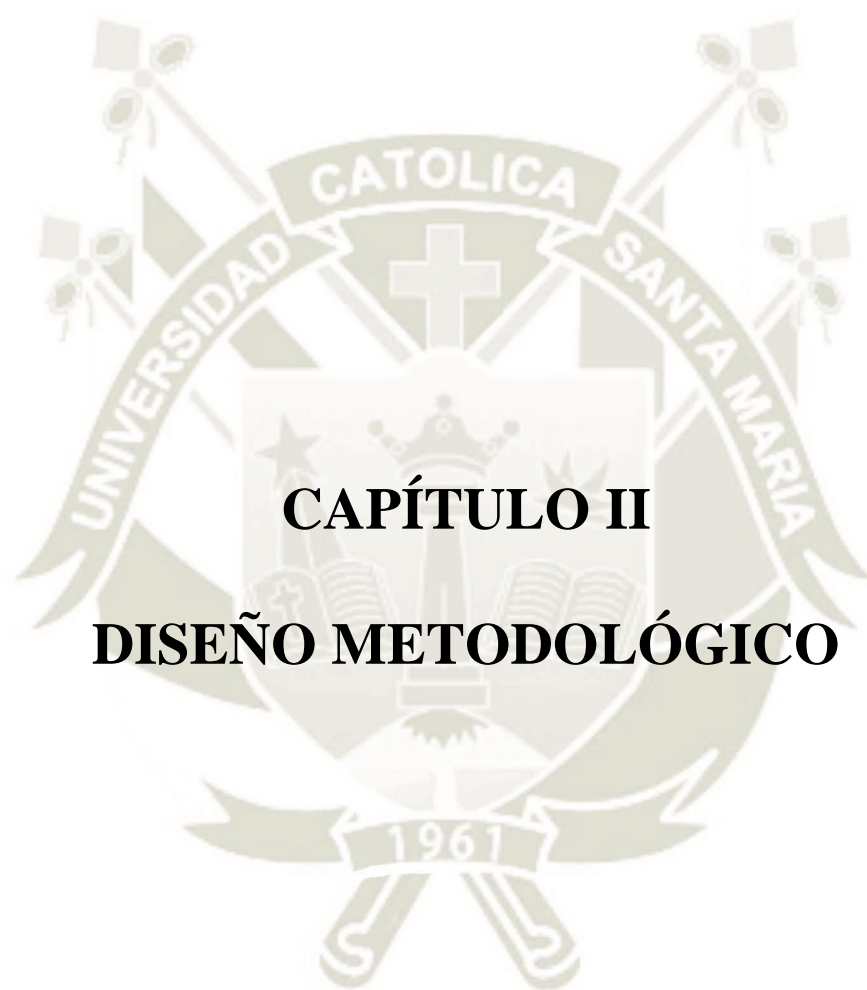 UNIVERSIDAD CATOLICA SANTA MARIA
CAPÍTULO II
DISEÑO METODOLÓGICO
1961